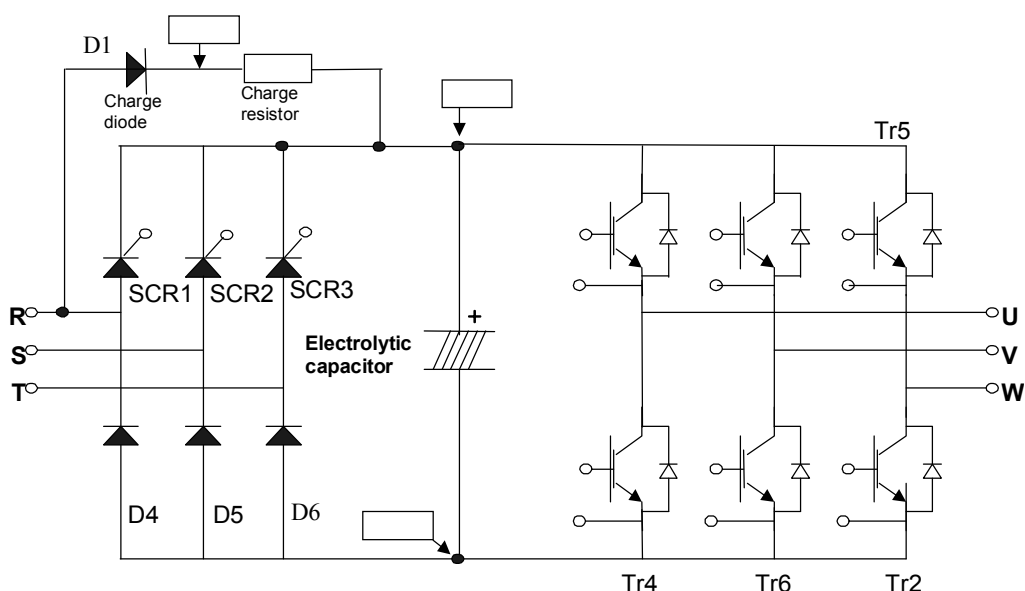 D1
Charge
diode
Charge
resistor
Tr5
SCR1
SCR2
SCR3
R
S
T
+
Electrolytic
capacitor
U
V
W
D4
D5
D6
Tr4
Tr6
Tr2